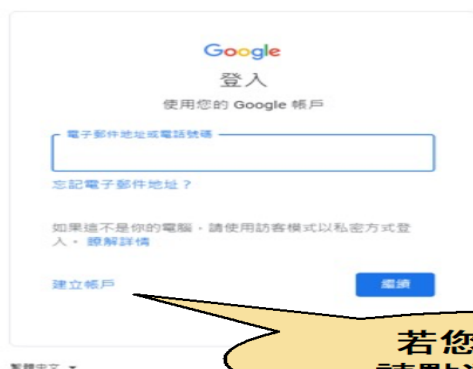 Google
登入
使用您的 Google 帳戶
電子郵件地址或電話號碼
忘記電子郵件地址？
如果這不是你的電腦，請使用訪客模式以私密方式登
入。瞭解詳情
建立帳戶
繼續
若您
繁體中文